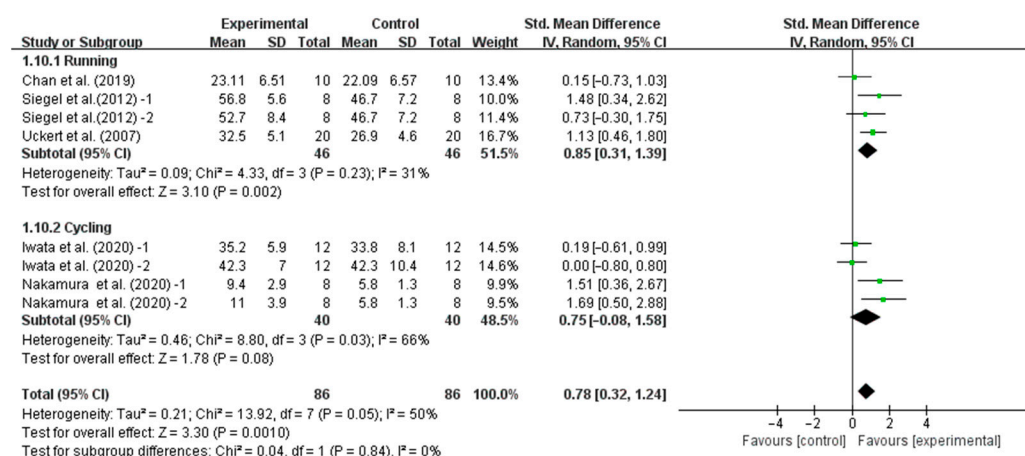 Experimental Control Std. Mean Difference Std. Mean Difference
Study or Subgroup Mean SD Total Mean SD Total Weight IV, Random, 95% CI IV, Random, 95% CI
1.10.1 Running
Chan et al. (2019) 23.11 6.51 10 22.09 6.57 10 13.4% 0.15 [-0.73, 1.03]
Siegel et al.(2012) -1 56.8 5.6 8 46.7 7.2 8 10.0% 1.48 [0.34, 2.62]
Siegel et al.(2012) -2 52.7 8.4 8 46.7 7.2 8 11.4% 0.73 [-0.30, 1.75]
Uckert et al. (2007) 32.5 5.1 20 26.9 4.6 20 16.7% 1.13 [0.46, 1.80]
Subtotal (95% CI) 46 46 51.5% 0.85 [0.31, 1.39]
Heterogeneity: Tau² = 0.09; Chi² = 4.33, df = 3 (P = 0.23); I² = 31%
Test for overall effect: Z = 3.10 (P = 0.002)
1.10.2 Cycling
Iwata et al. (2020) -1 35.2 5.9 12 33.8 8.1 12 14.5% 0.19 [-0.61, 0.99]
Iwata et al. (2020) -2 42.3 7 12 42.3 10.4 12 14.6% 0.00 [-0.80, 0.80]
Nakamura et al. (2020) -1 9.4 2.9 8 5.8 1.3 8 9.9% 1.51 [0.36, 2.67]
Nakamura et al. (2020) -2 11 3.9 8 5.8 1.3 8 9.5% 1.69 [0.50, 2.88]
Subtotal (95% CI) 40 40 48.5% 0.75 [-0.08, 1.58]
Heterogeneity: Tau² = 0.46; Chi² = 8.80, df = 3 (P = 0.03); I² = 66%
Test for overall effect: Z = 1.78 (P = 0.08)
Total (95% CI) 86 86 100.0% 0.78 [0.32, 1.24]
Heterogeneity: Tau² = 0.21; Chi² = 13.92, df = 7 (P = 0.05); I² = 50%
Test for overall effect: Z = 3.30 (P = 0.0010)
Test for subgroup differences: Chi² = 0.04, df = 1 (P = 0.84), I² = 0%
-4 -2 0 2 4
Favours [control] Favours [experimental]